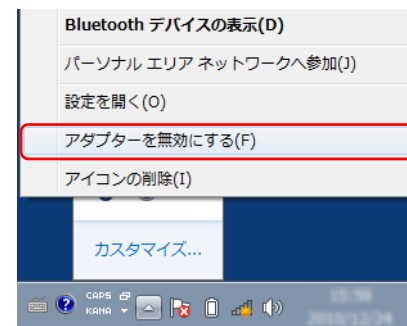 Bluetooth デバイスの表示(D)
パーソナル エリア ネットワークへ参加(J)
設定を開く(O)
アダプターを無効にする(F)
アイコンの削除(I)
カスタマイズ...
CAPS
KANA